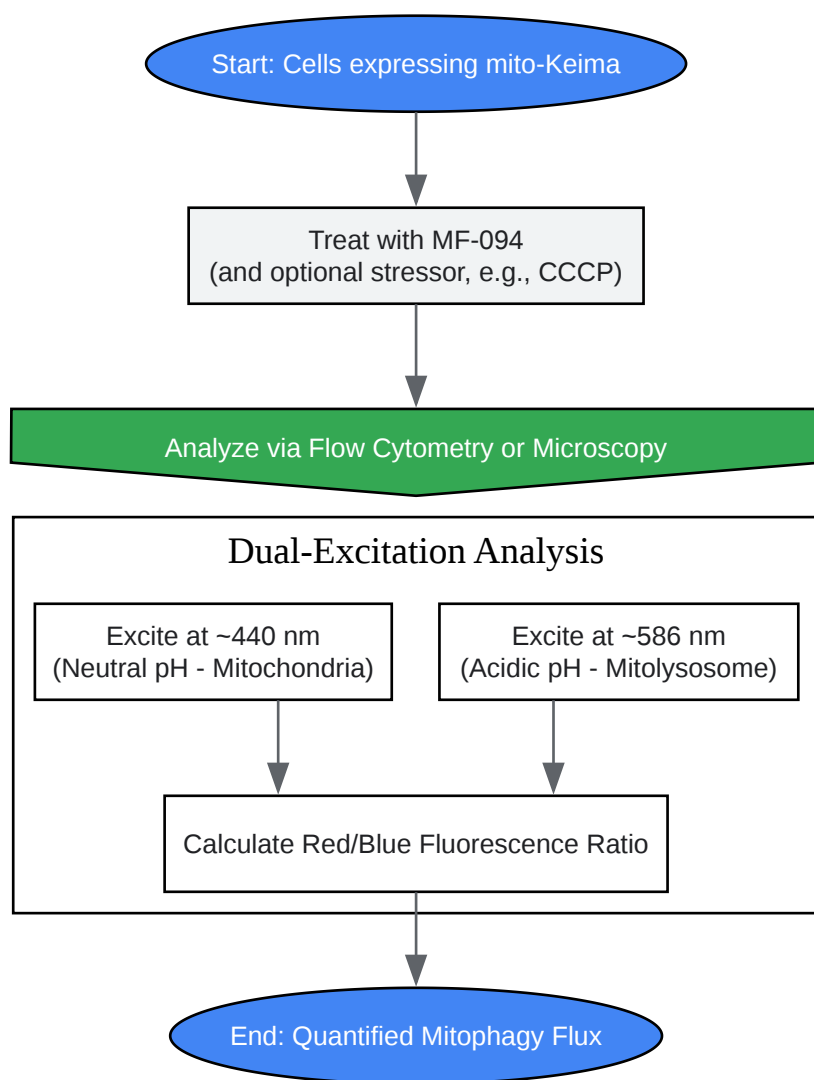 Start: Cells expressing mito-Keima
Treat with MF-094
(and optional stressor, e.g., CCCP)
Analyze via Flow Cytometry or Microscopy
Dual-Excitation Analysis
Excite at ~440 nm
(Neutral pH - Mitochondria)
Excite at ~586 nm
(Acidic pH - Mitolysosome)
Calculate Red/Blue Fluorescence Ratio
End: Quantified Mitophagy Flux